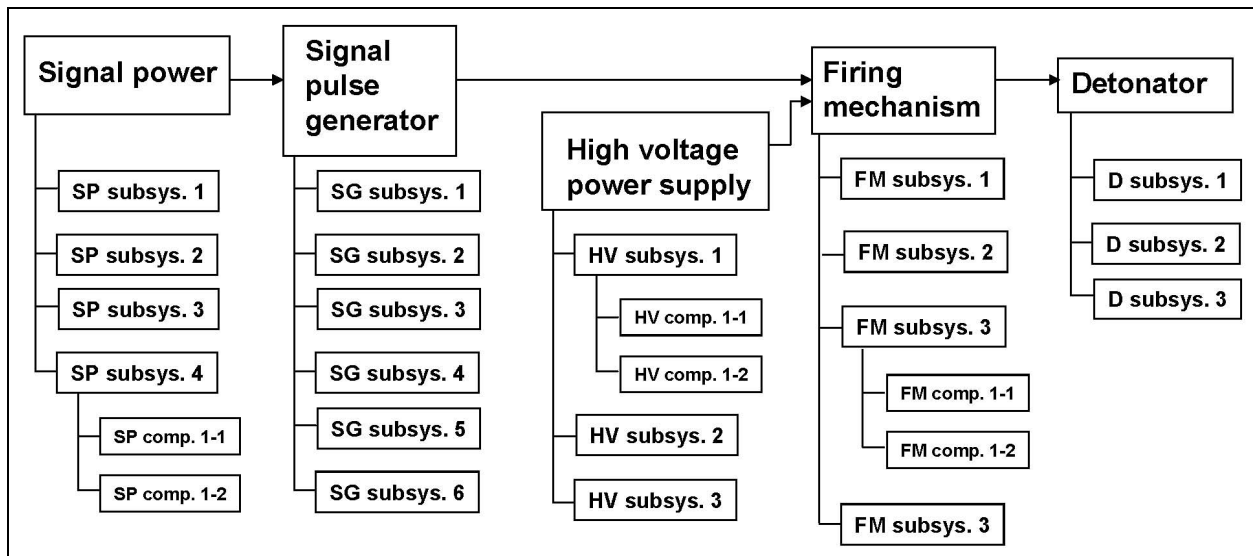 Signal power
SP subsys. 1
SP subsys. 2
SP subsys. 3
SP subsys. 4
SP comp. 1-1
SP comp. 1-2
Signal
pulse
generator
SG subsys. 1
SG subsys. 2
SG subsys. 3
SG subsys. 4
SG subsys. 5
SG subsys. 6
High voltage
power supply
HV subsys. 1
HV comp. 1-1
HV comp. 1-2
HV subsys. 2
HV subsys. 3
Firing
mechanism
FM subsys. 1
FM subsys. 2
FM subsys. 3
FM comp. 1-1
FM comp. 1-2
FM subsys. 3
Detonator
D subsys. 1
D subsys. 2
D subsys. 3